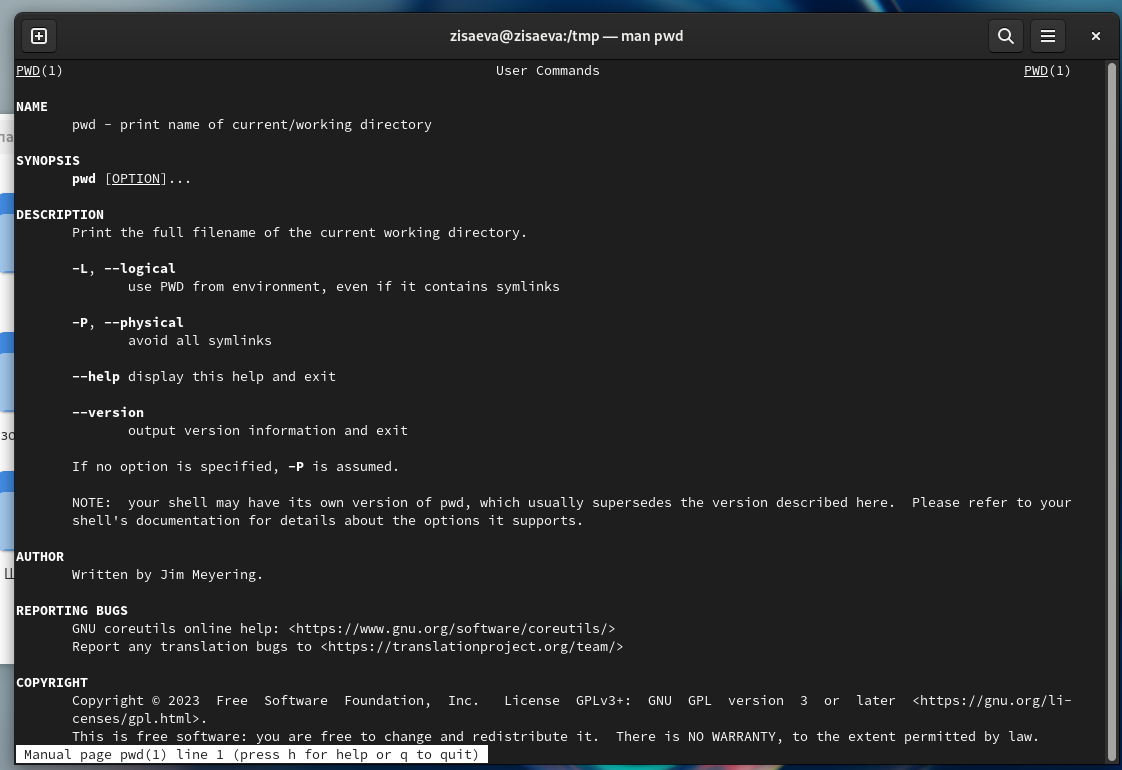 zisaeva@zisaeva:/tmp — man pwd
PWD(1) User Commands PWD(1)
NAME
pwd - print name of current/working directory
SYNOPSIS
pwd [OPTION]...
DESCRIPTION
Print the full filename of the current working directory.
-L, --logical
use PWD from environment, even if it contains symlinks
-P, --physical
avoid all symlinks
--help display this help and exit
--version
output version information and exit
If no option is specified, -P is assumed.
NOTE:  your shell may have its own version of pwd, which usually supersedes the version described here.  Please refer to your
shell's documentation for details about the options it supports.
AUTHOR
Written by Jim Meyering.
REPORTING BUGS
GNU coreutils online help: <https://www.gnu.org/software/coreutils/>
Report any translation bugs to <https://translationproject.org/team/>
COPYRIGHT
Copyright © 2023  Free  Software  Foundation,  Inc.   License  GPLv3+:  GNU  GPL  version  3  or  later  <https://gnu.org/li-
censes/gpl.html>.
This is free software: you are free to change and redistribute it.  There is NO WARRANTY, to the extent permitted by law.
Manual page pwd(1) line 1 (press h for help or q to quit)